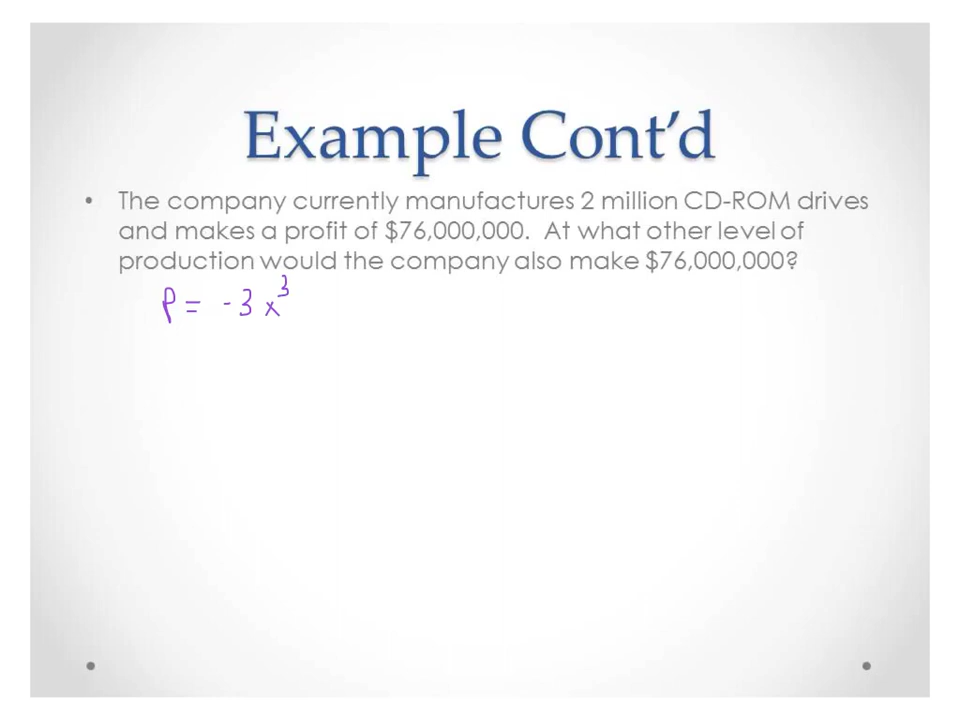 Example Cont'd
• The company currently manufactures 2 million CD-ROM drives
and makes a profit of $76,000,000. At what other level of
production would the company also make $76,000,000?
P = -3x³